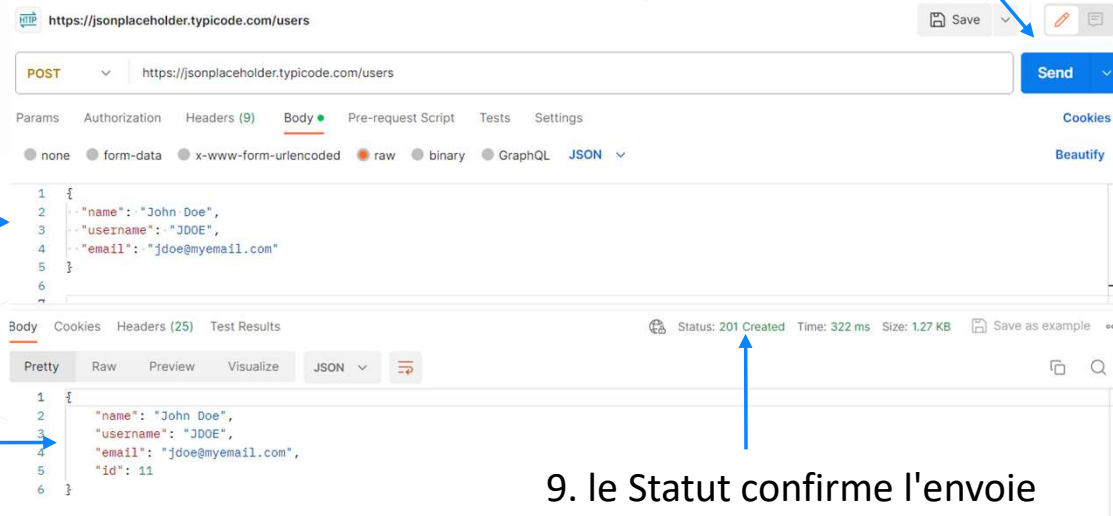 HTTP https://jsonplaceholder.typicode.com/users Save
POST https://jsonplaceholder.typicode.com/users Send
Params Authorization Headers (9) Body Pre-request Script Tests Settings Cookies
none form-data x-www-form-urlencoded raw binary GraphQL JSON Beautify
1 {
2 "name": "John Doe",
3 "username": "JDOE",
4 "email": "jdoe@myemail.com"
5 }
6
7
Body Cookies Headers (25) Test Results Status: 201 Created Time: 322 ms Size: 1.27 KB Save as example
Pretty Raw Preview Visualize JSON
1 {
2 "name": "John Doe",
3 "username": "JDOE",
4 "email": "jdoe@myemail.com",
5 "id": 11
6 }
9. le Statut confirme l'envoie